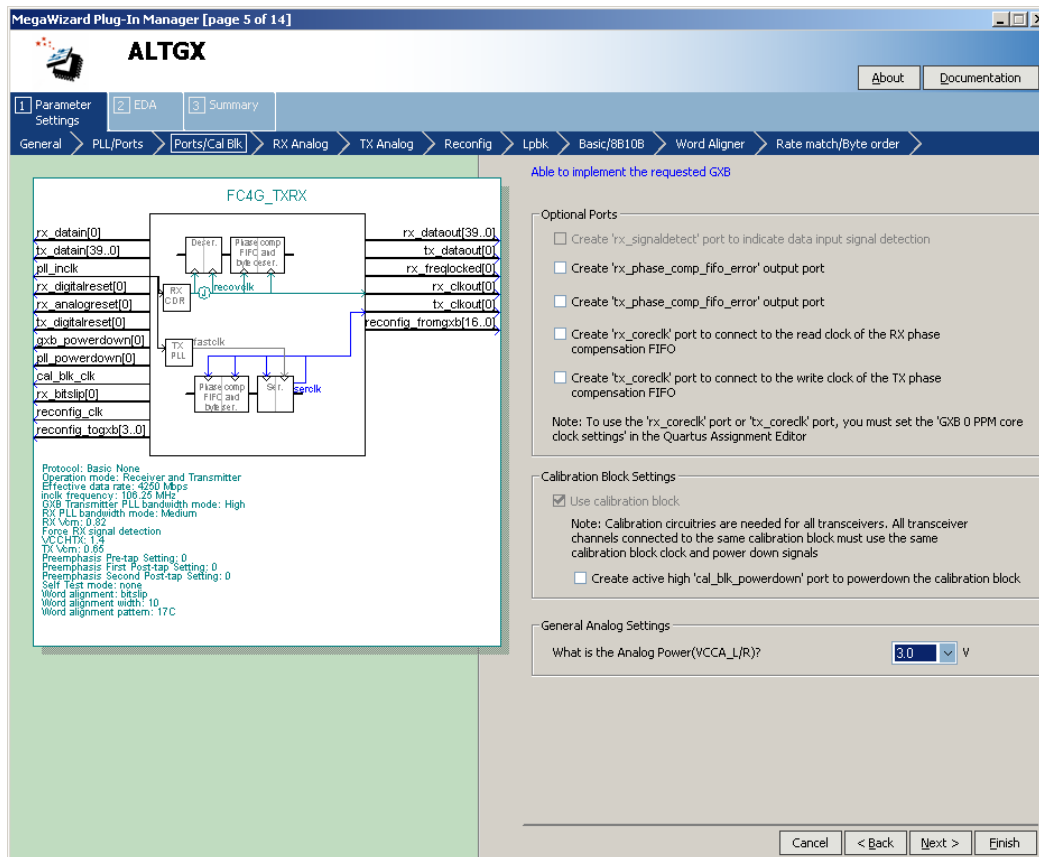 MegaWizard Plug-In Manager [page 5 of 14]
ALTGX
About
Documentation
1 Parameter Settings
2 EDA
3 Summary
General
PLL/Ports
Ports/Cal Blk
RX Analog
TX Analog
Reconfig
Lpbk
Basic/8B10B
Word Aligner
Rate match/Byte order
FC4G_TXRX
rx_datain[0]
tx_datain[39..0]
pll_inclk
rx_digitalreset[0]
rx_analogreset[0]
tx_digitalreset[0]
gxb_powerdown[0]
pll_powerdown[0]
cal_blk_clk
rx_bitslip[0]
reconfig_clk
reconfig_togxb[3..0]
Deser.
Phase comp
FIFO and
byte deser.
RX
CDR
recovclk
TX
PLL
fastclk
Phase comp
FIFO and
byte ser.
Ser.
serclk
rx_dataout[39..0]
tx_dataout[0]
rx_freqlocked[0]
rx_clkout[0]
tx_clkout[0]
reconfig_fromgxb[16..0]
Protocol: Basic None
Operation mode: Receiver and Transmitter
Effective data rate: 4250 Mbps
inclk frequency: 106.25 MHz
GXB Transmitter PLL bandwidth mode: High
RX PLL bandwidth mode: Medium
RX Vcm: 0.82
Force RX signal detection
VCCHTX: 1.4
TX Vcm: 0.65
Preemphasis Pre-tap Setting: 0
Preemphasis First Post-tap Setting: 0
Preemphasis Second Post-tap Setting: 0
Self Test mode: none
Word alignment: bitslip
Word alignment width: 10
Word alignment pattern: 17C
Able to implement the requested GXB
Optional Ports
Create 'rx_signaldetect' port to indicate data input signal detection
Create 'rx_phase_comp_fifo_error' output port
Create 'tx_phase_comp_fifo_error' output port
Create 'rx_coreclk' port to connect to the read clock of the RX phase
compensation FIFO
Create 'tx_coreclk' port to connect to the write clock of the TX phase
compensation FIFO
Note: To use the 'rx_coreclk' port or 'tx_coreclk' port, you must set the 'GXB 0 PPM core
clock settings' in the Quartus Assignment Editor
Calibration Block Settings
Use calibration block
Note: Calibration circuitries are needed for all transceivers. All transceiver
channels connected to the same calibration block must use the same
calibration block clock and power down signals
Create active high 'cal_blk_powerdown' port to powerdown the calibration block
General Analog Settings
What is the Analog Power(VCCA_L/R)?
3.0
V
Cancel
< Back
Next >
Finish